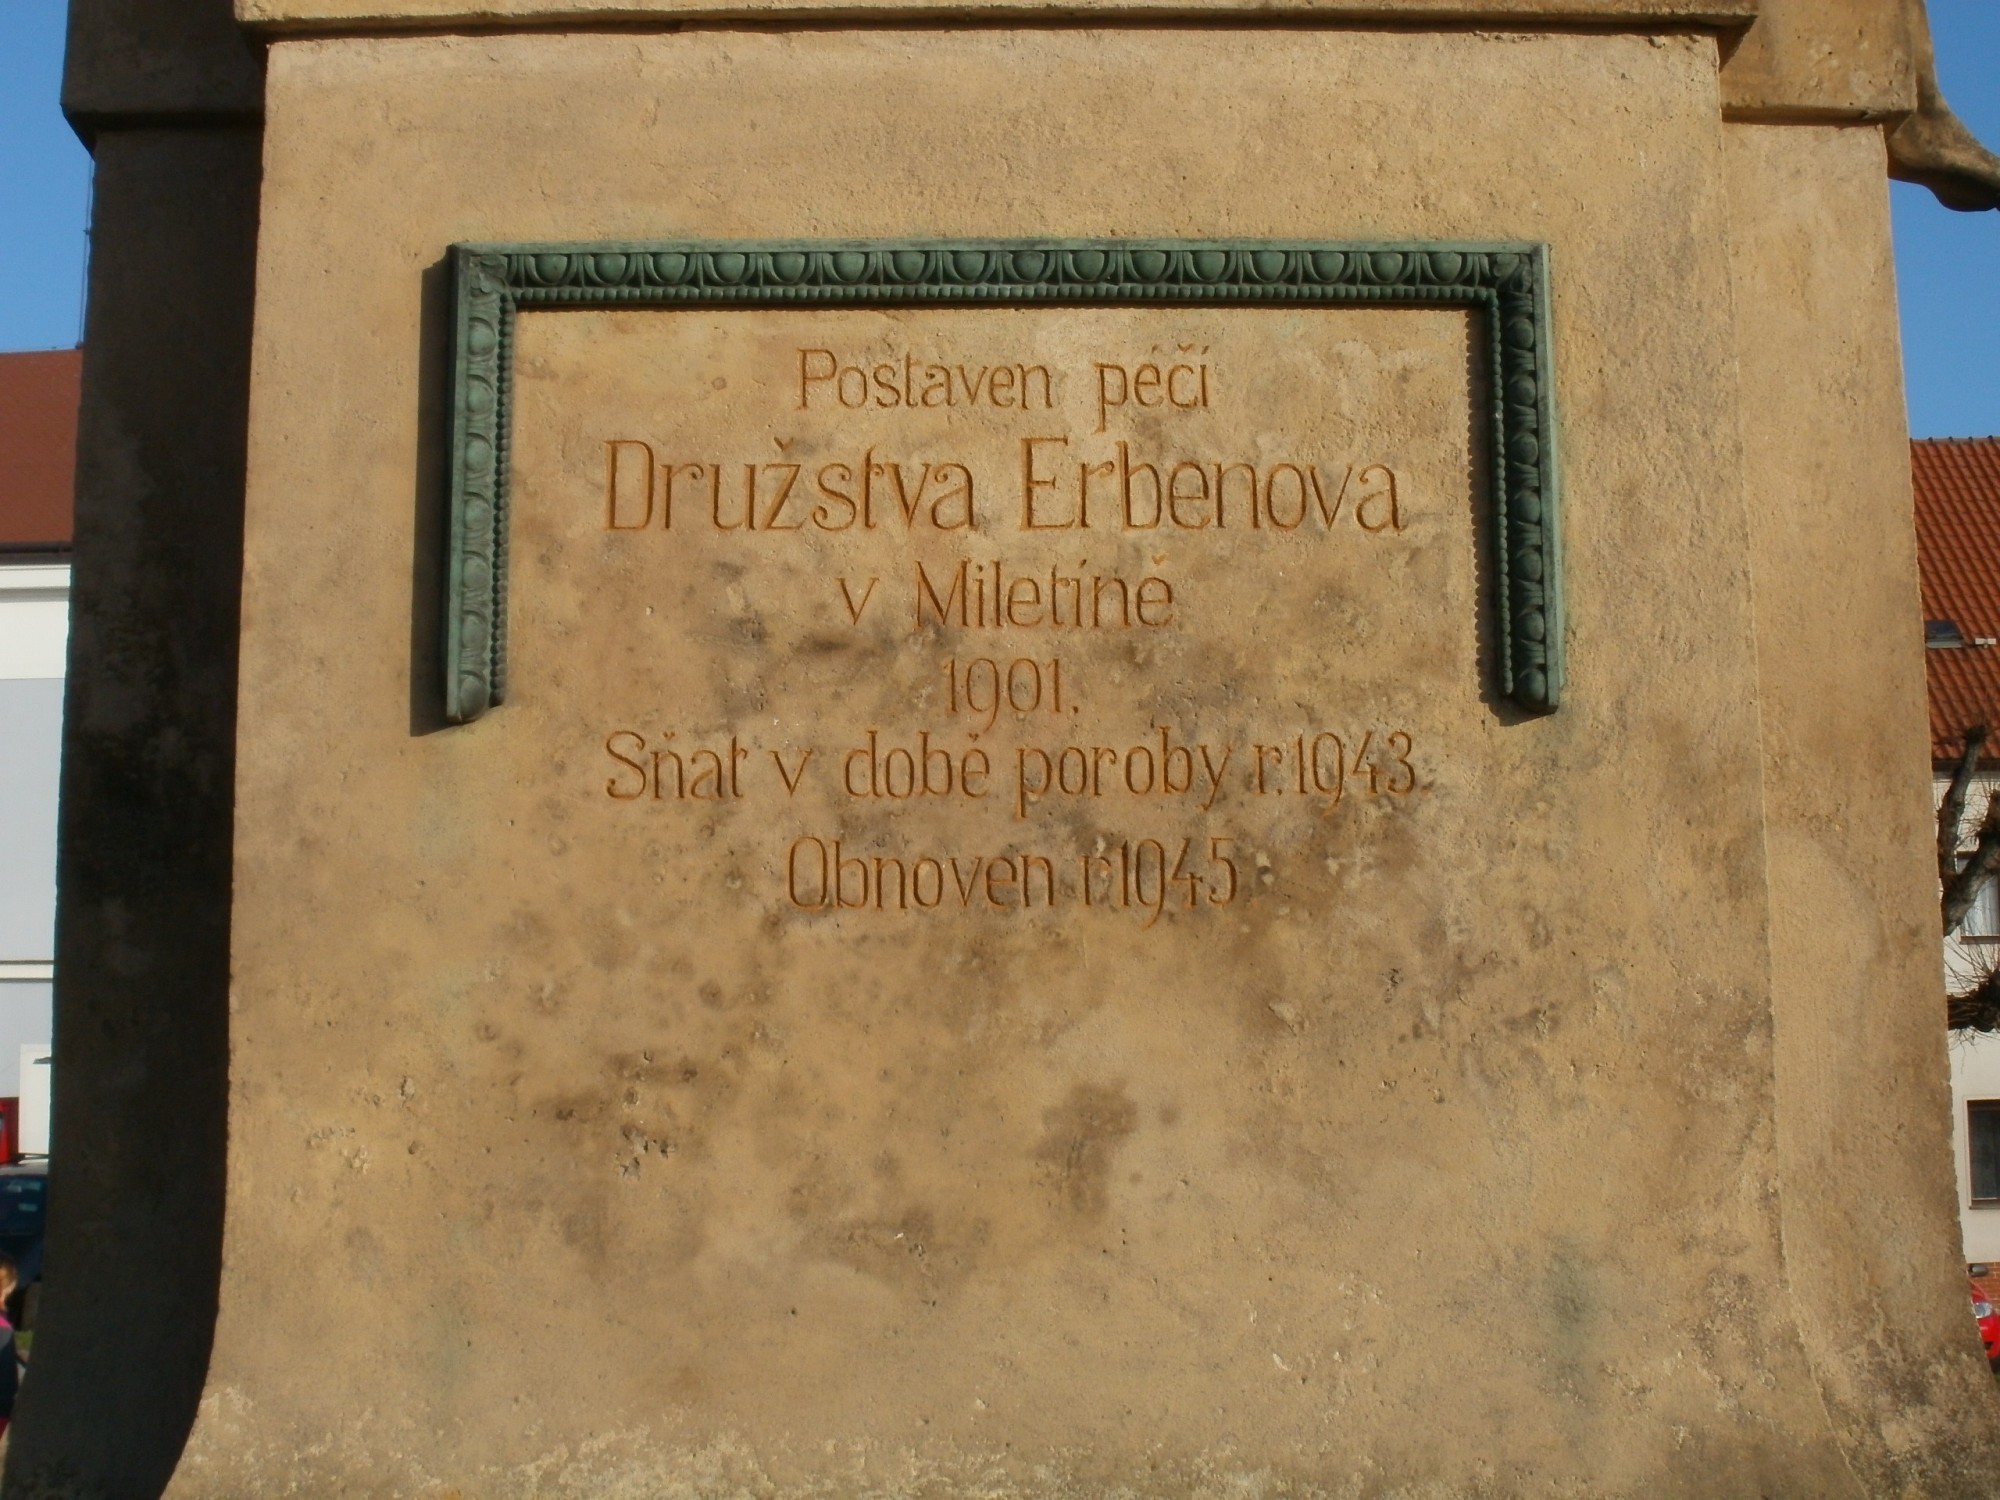 Postaven péčí
Družstva Erbenova
v Miletíně
1901.
Sňat v době poroby r.1943.
Obnoven r.1945.